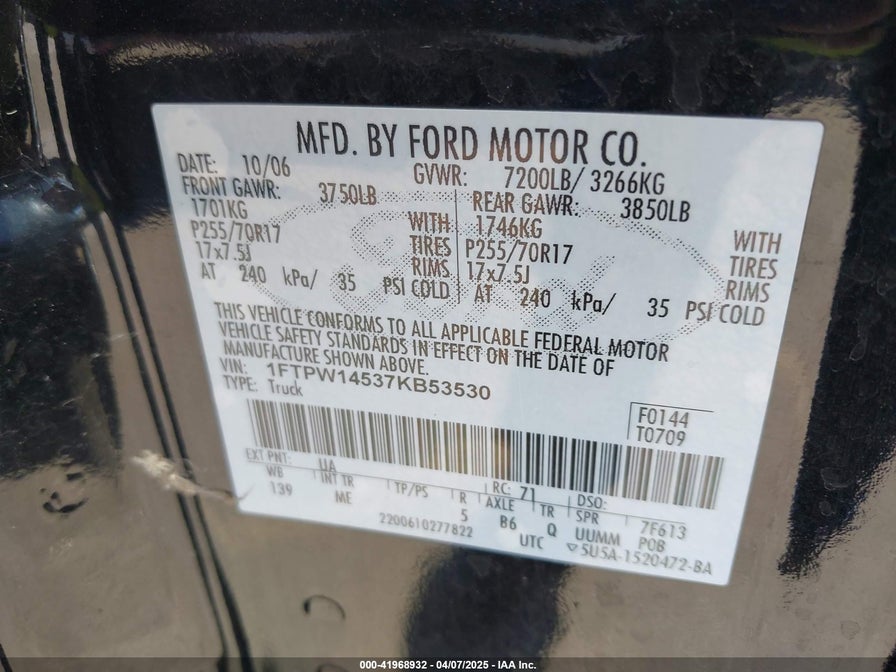 MFD. BY FORD MOTOR CO.
DATE: 10/06 GVWR: 7200LB/ 3266KG
FRONT GAWR: 3750LB REAR GAWR: 3850LB
1701KG WITH 1746KG WITH
P255/70R17 TIRES P255/70R17 TIRES
17x7.5J RIMS 17x7.5J RIMS
AT 240 kPa/ 35 PSI COLD AT 240 kPa/ 35 PSI COLD
THIS VEHICLE CONFORMS TO ALL APPLICABLE FEDERAL MOTOR
VEHICLE SAFETY STANDARDS IN EFFECT ON THE DATE OF
MANUFACTURE SHOWN ABOVE.
VIN: 1FTPW14537KB53530
TYPE: Truck
F0144
T0709
EXT PNT: UA RC: 71 DSO:
WB INT TR TP/PS R AXLE TR SPR 7F613
139 ME 5 B6 Q UUMM POB
2200610277822 UTC ▽5U5A-1520472-BA
000-41968932 / 04/07/2025 - IAA Inc.